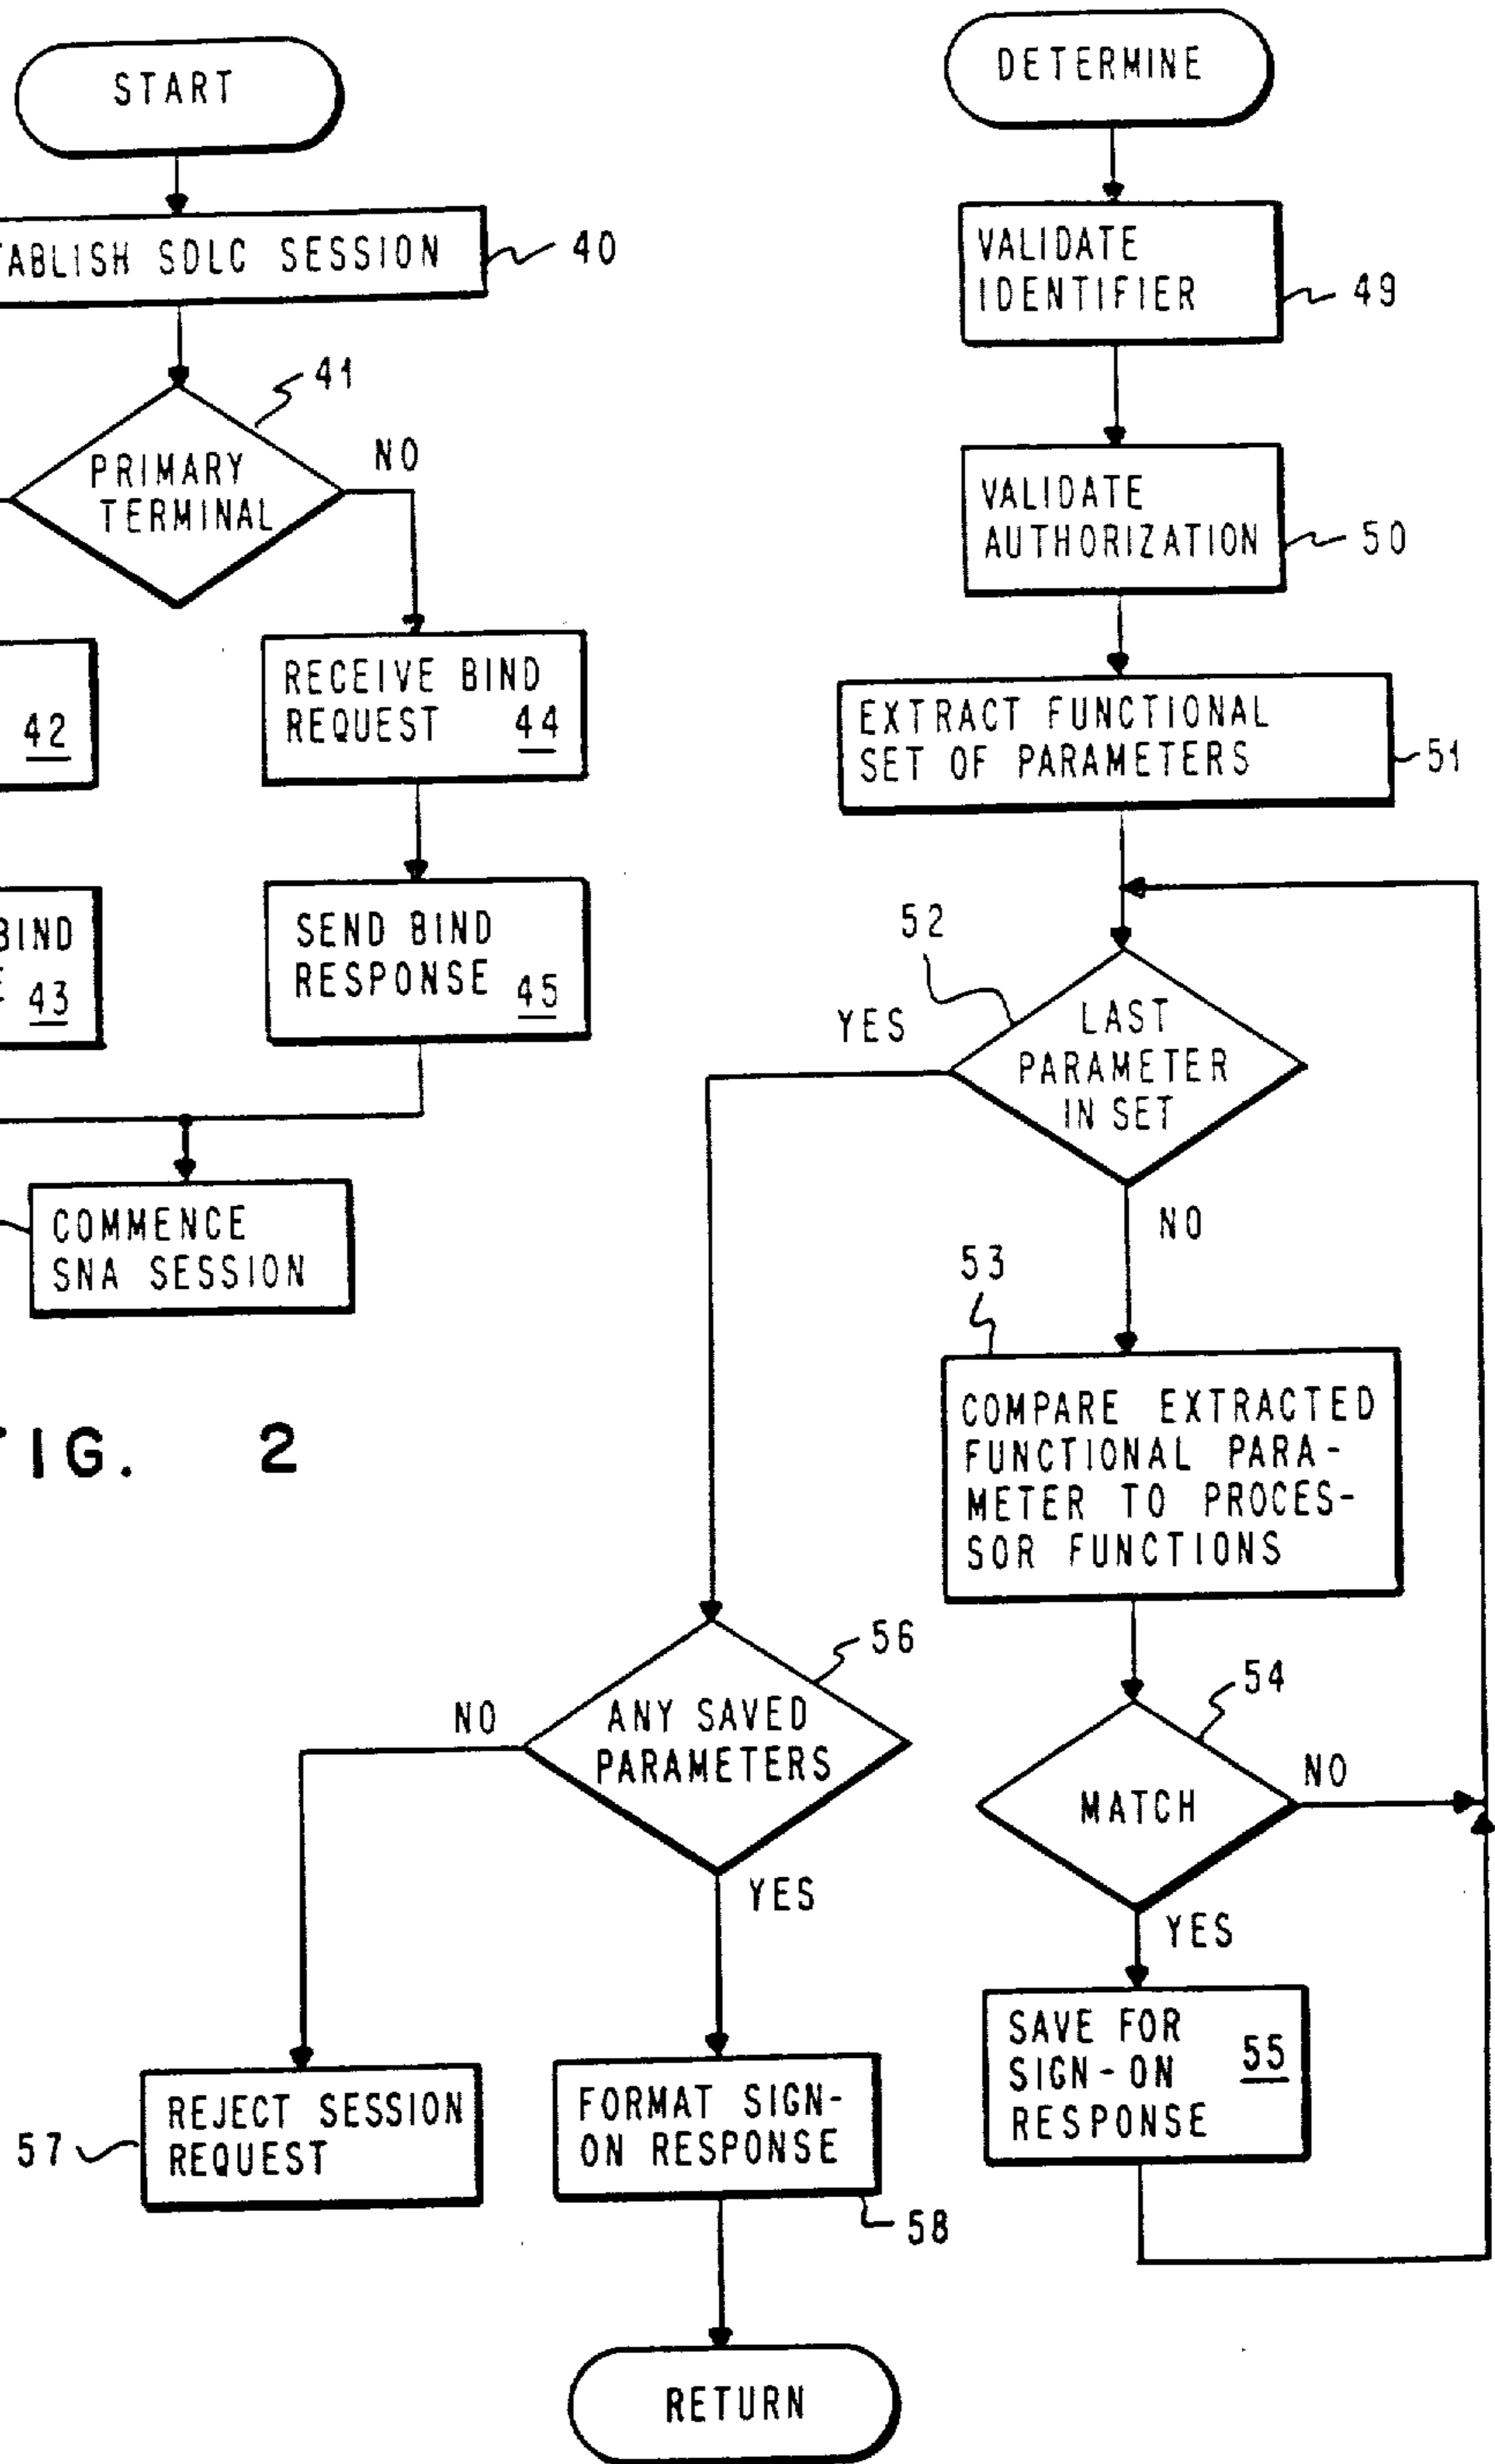 START
TABLISH SDLC SESSION
40
41
PRIMARY
TERMINAL
NO
42
RECEIVE BIND
REQUEST 44
BIND
43
SEND BIND
RESPONSE 45
COMMENCE
SNA SESSION
IG. 2
DETERMINE
VALIDATE
IDENTIFIER
49
VALIDATE
AUTHORIZATION
50
EXTRACT FUNCTIONAL
SET OF PARAMETERS
51
52
YES
LAST
PARAMETER
IN SET
NO
53
COMPARE EXTRACTED
FUNCTIONAL PARA-
METER TO PROCES-
SOR FUNCTIONS
54
MATCH
NO
YES
SAVE FOR
SIGN-ON
RESPONSE
55
56
ANY SAVED
PARAMETERS
NO
YES
57
REJECT SESSION
REQUEST
FORMAT SIGN-
ON RESPONSE
58
RETURN